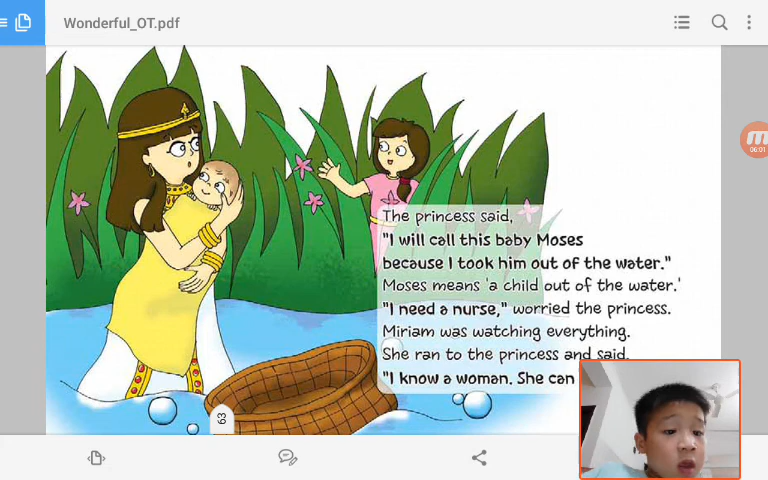 Wonderful_OT.pdf
06:01
The princess said,
"I will call this baby Moses
because I took him out of the water."
Moses means 'a child out of the water.'
"I need a nurse," worried the princess.
Miriam was watching everything.
She ran to the princess and said,
"I know a woman. She can
63